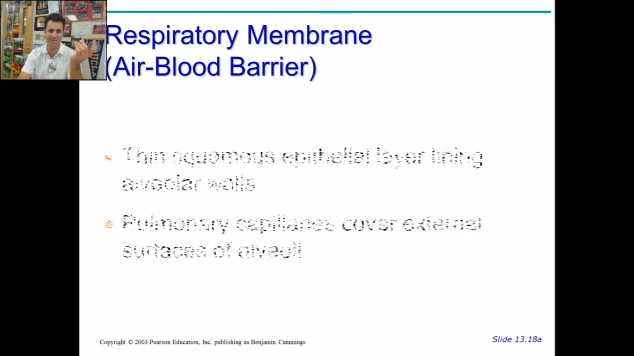 Respiratory Membrane
(Air-Blood Barrier)
Thin squamous epithelial layer lining
alveolar walls
Pulmonary capillaries cover external
surfaces of alveoli
Copyright © 2003 Pearson Education, Inc. publishing as Benjamin Cummings
Slide 13.18a